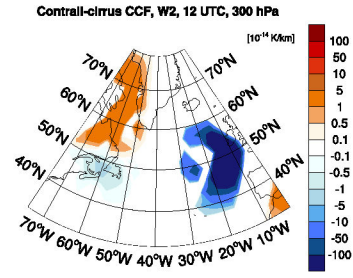 Contrail-cirrus CCF, W2, 12 UTC, 300 hPa
[10⁻¹⁴ K/km]
70°N 70°N
60°N 60°N
50°N 50°N
40°N 40°N
70°W 60°W 50°W 40°W 30°W 20°W 10°W
100
50
10
5
1
0.5
0.1
-0.1
-0.5
-1
-5
-10
-50
-100